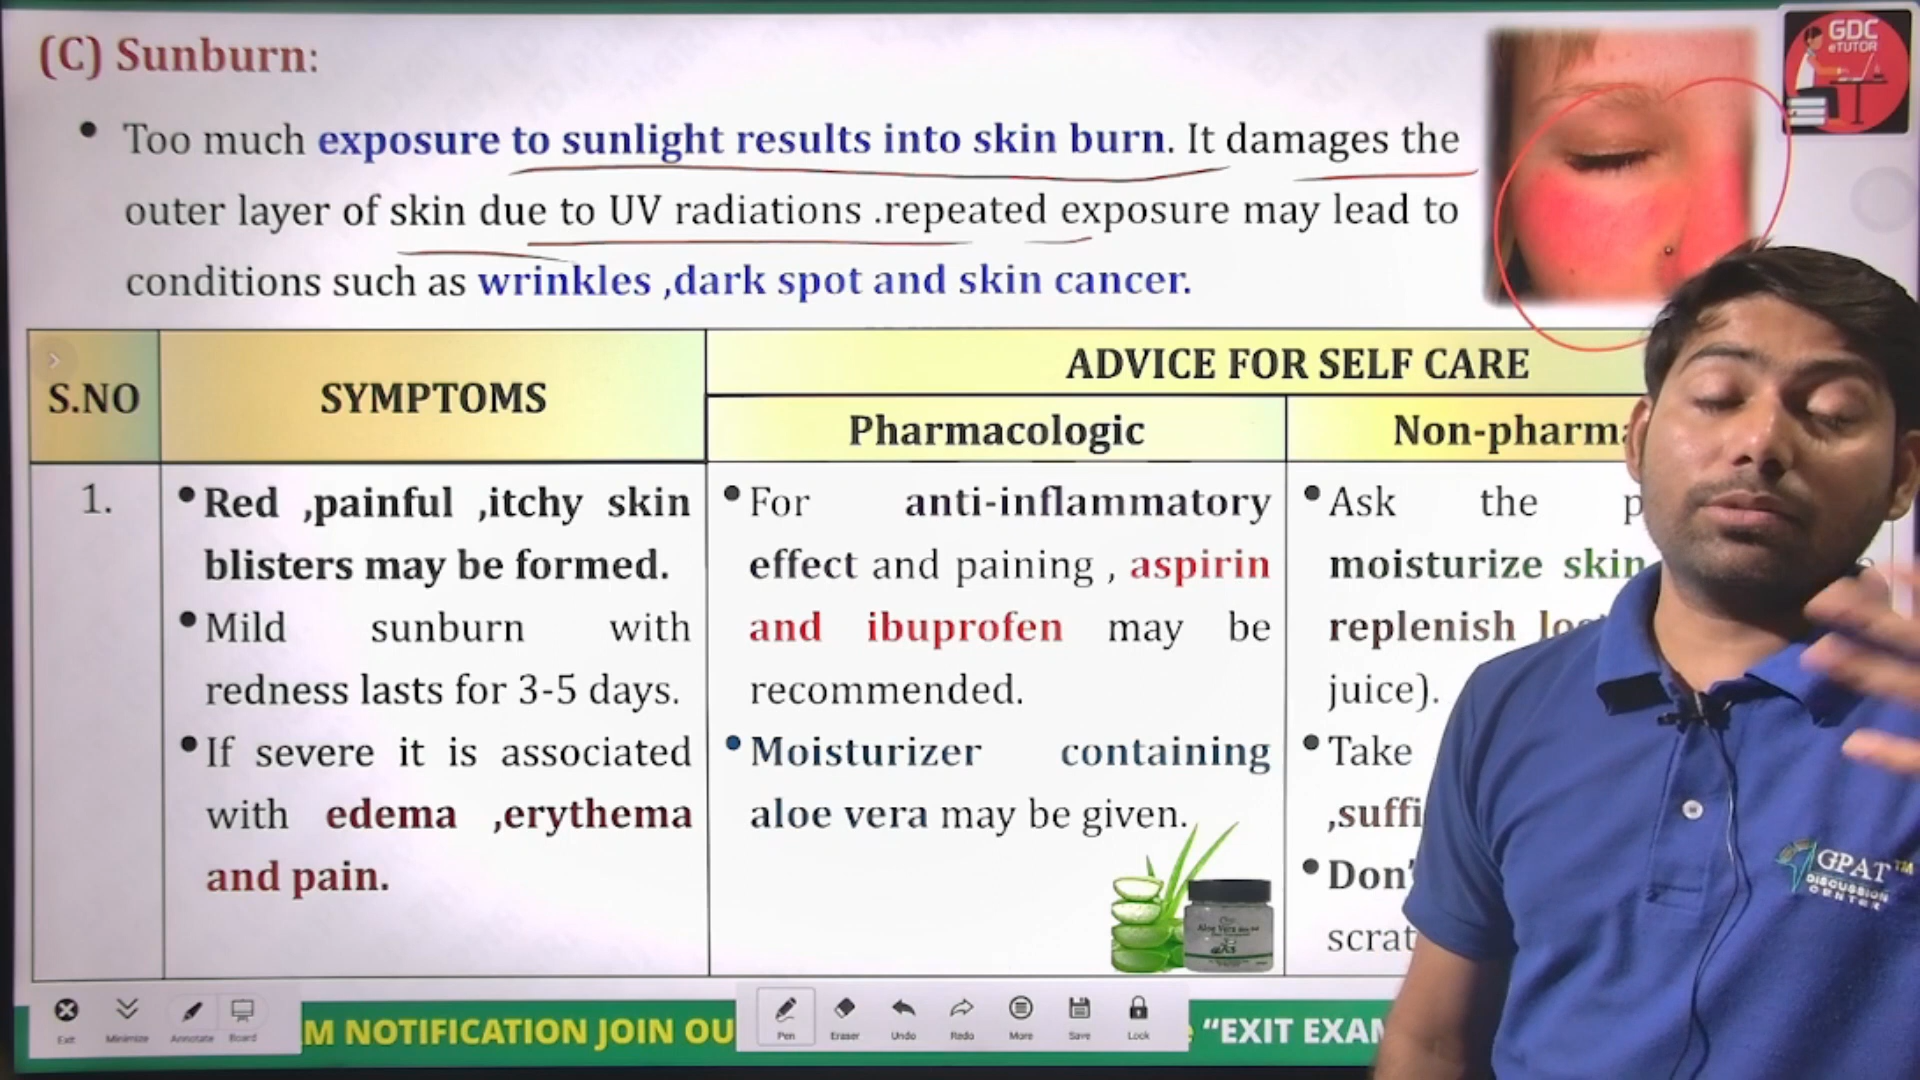 (C) Sunburn:
GDC
eTUTOR
• Too much exposure to sunlight results into skin burn. It damages the
outer layer of skin due to UV radiations .repeated exposure may lead to
conditions such as wrinkles ,dark spot and skin cancer.
S.NO
SYMPTOMS
ADVICE FOR SELF CARE
Pharmacologic
Non-pharma
1.
• Red ,painful ,itchy skin
blisters may be formed.
• Mild sunburn with
redness lasts for 3-5 days.
• If severe it is associated
with edema ,erythema
and pain.
• For anti-inflammatory
effect and paining , aspirin
and ibuprofen may be
recommended.
• Moisturizer containing
aloe vera may be given.
Aloe Vera
• Ask the p
moisturize skin
replenish
juice).
• Take
,suffi
• Don'
scrat
GPAT™
DISCUSSION
CENTER
Exit
Minimize
Annotate
Board
M NOTIFICATION JOIN OU
Pen
Eraser
Undo
Redo
More
Save
Lock
"EXIT EXAM